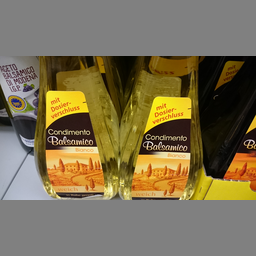 ACETO
BALSAMICO
DI MODENA
I.G.P.
mit
Dosier-
verschluss
Condimento
Balsamico
Bianco
mit
Dosier-
verschluss
Condimento
Balsamico
Bianco